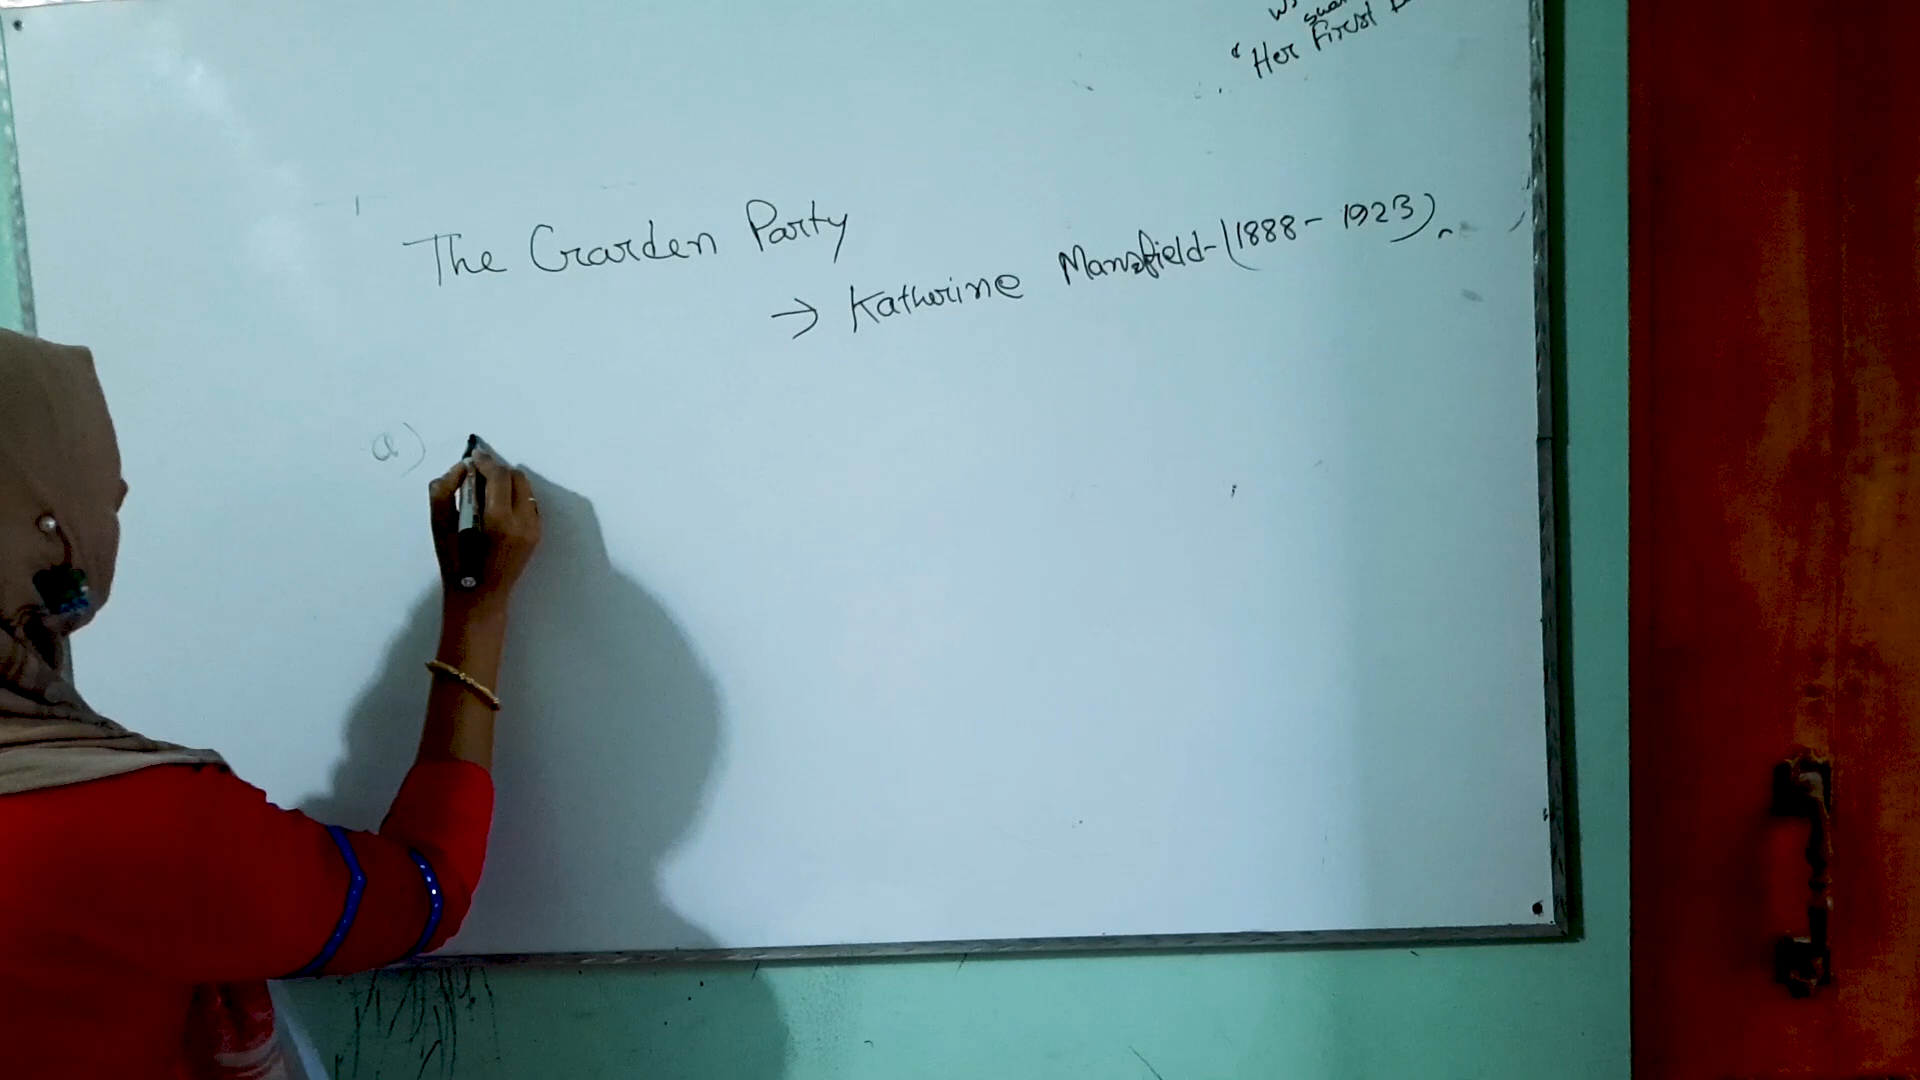 "Her First
The Garden Party
→ Katherine Mansfield-(1888-1923).
a)